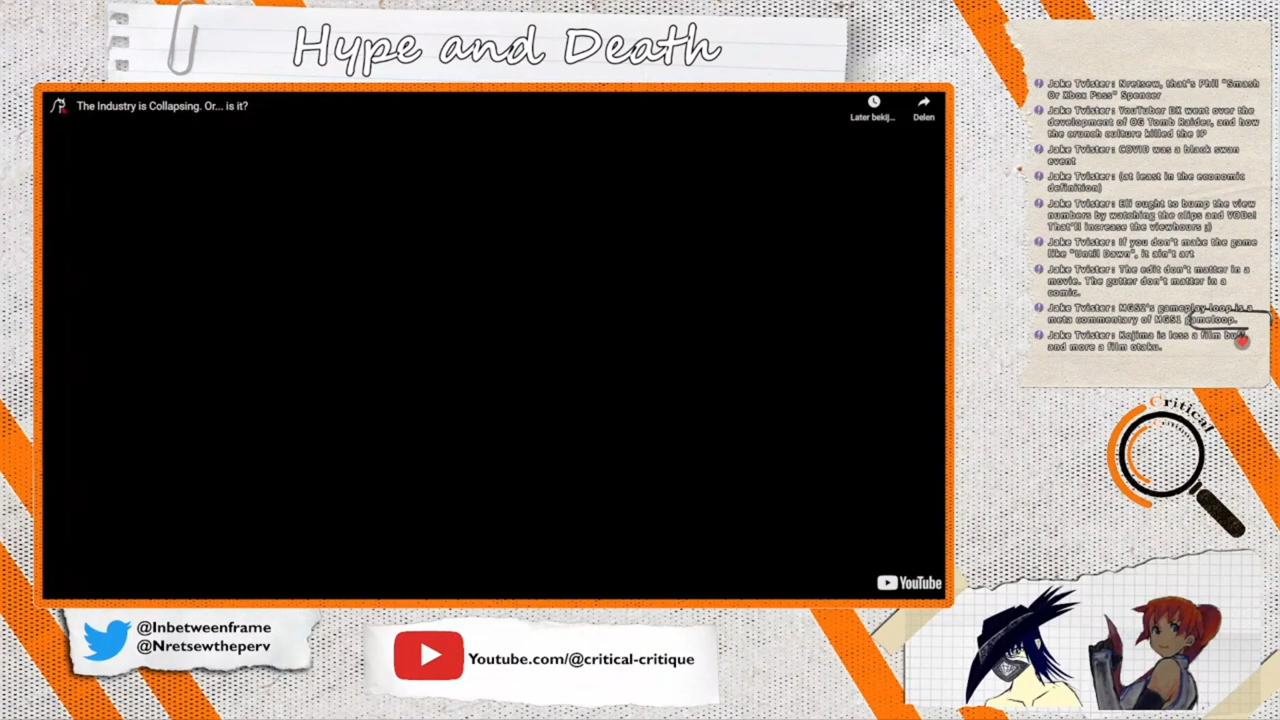 Hype and Death
The Industry is Collapsing. Or... is it?
Later bekij...
Delen
YouTube
Jake Tvister: Nretsew, that's Phil "Smash
Or Xbox Pass" Spencer
Jake Tvister: YouTuber DX went over the
development of OG Tomb Raider, and how
the crunch culture killed the IP
Jake Tvister: COVID was a black swan
event
Jake Tvister: (at least in the economic
definition)
Jake Tvister: Eli ought to bump the view
numbers by watching the clips and VODs!
That'll increase the viewhours ;)
Jake Tvister: If you don't make the game
like "Until Dawn", it ain't art
Jake Tvister: The edit don't matter in a
movie. The gutter don't matter in a
comic.
Jake Tvister: MGS2's gameplay loop is a
meta commentary of MGS1 gameloop.
Jake Tvister: Kojima is less a film buff
and more a film otaku.
Critical
@Inbetweenframe
@Nretsewtheperv
Youtube.com/@critical-critique